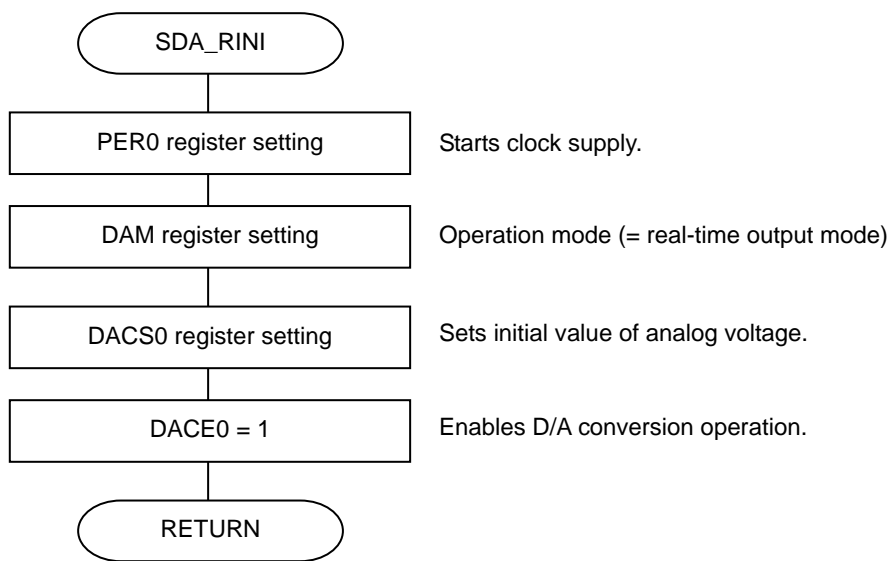 SDA_RINI
PER0 register setting
Starts clock supply.
DAM register setting
Operation mode (= real-time output mode)
DACS0 register setting
Sets initial value of analog voltage.
DACE0 = 1
Enables D/A conversion operation.
RETURN